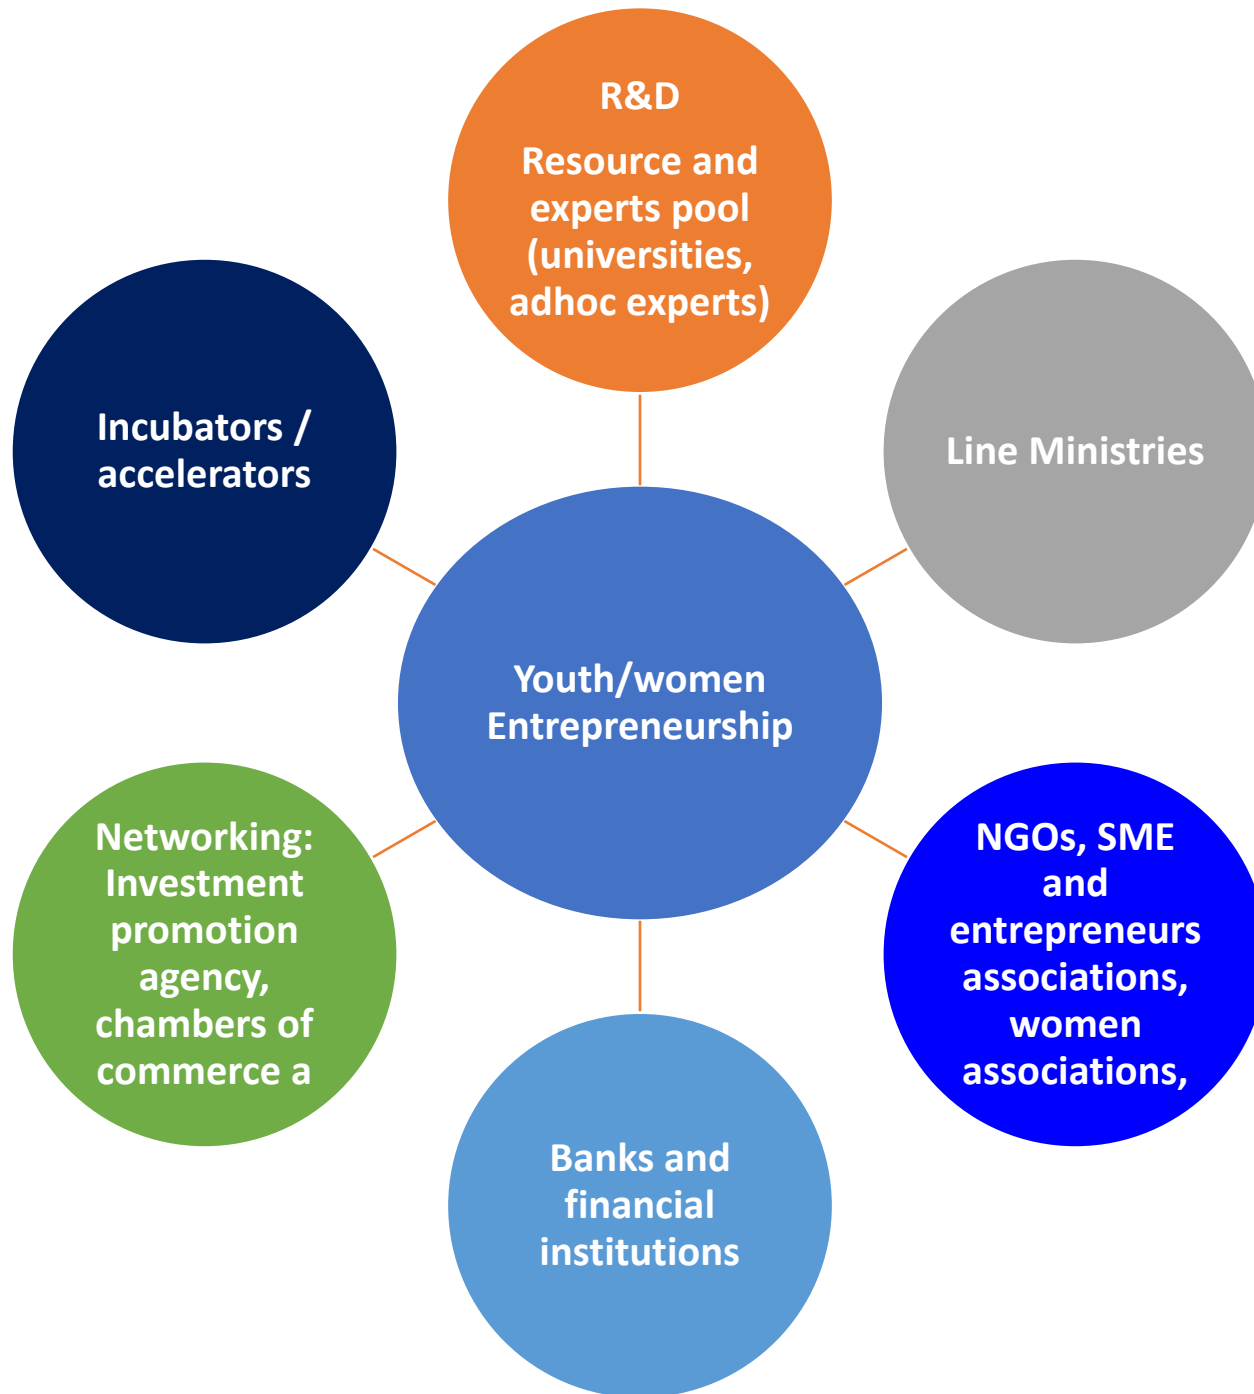 R&D
Resource and
experts pool
(universities,
adhoc experts)
Incubators /
accelerators
Line Ministries
Youth/women
Entrepreneurship
Networking:
Investment
promotion
agency,
chambers of
commerce a
NGOs, SME
and
entrepreneurs
associations,
women
associations,
Banks and
financial
institutions